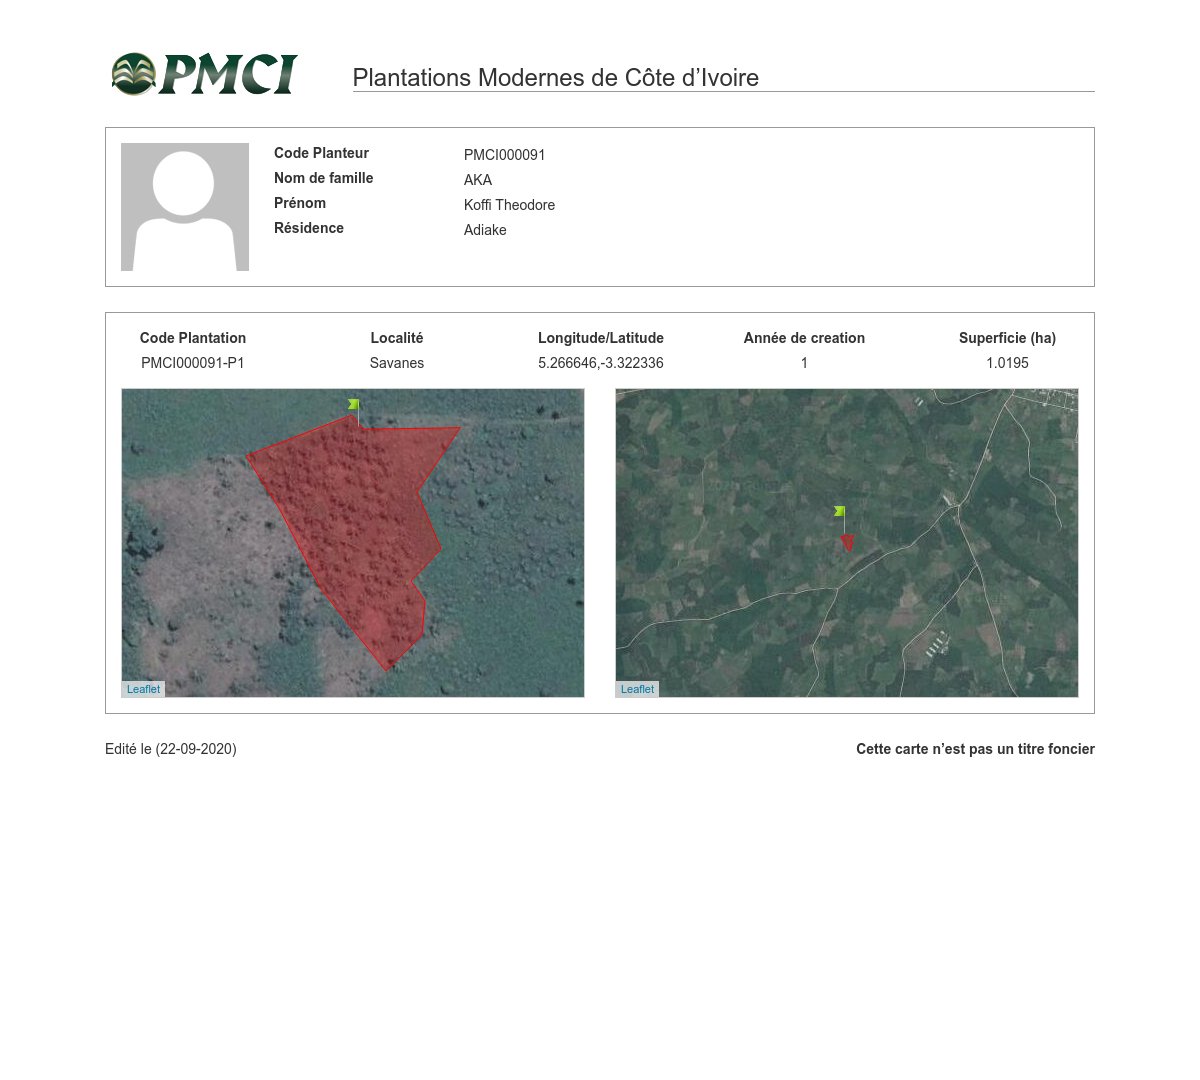 PMCI
Plantations Modernes de Côte d’Ivoire
Code Planteur PMCI000091
Nom de famille AKA
Prénom Koffi Theodore
Résidence Adiake
Code Plantation Localité Longitude/Latitude Année de creation Superficie (ha)
PMCI000091-P1 Savanes 5.266646,-3.322336 1 1.0195
Leaflet Leaflet
Edité le (22-09-2020) Cette carte n’est pas un titre foncier